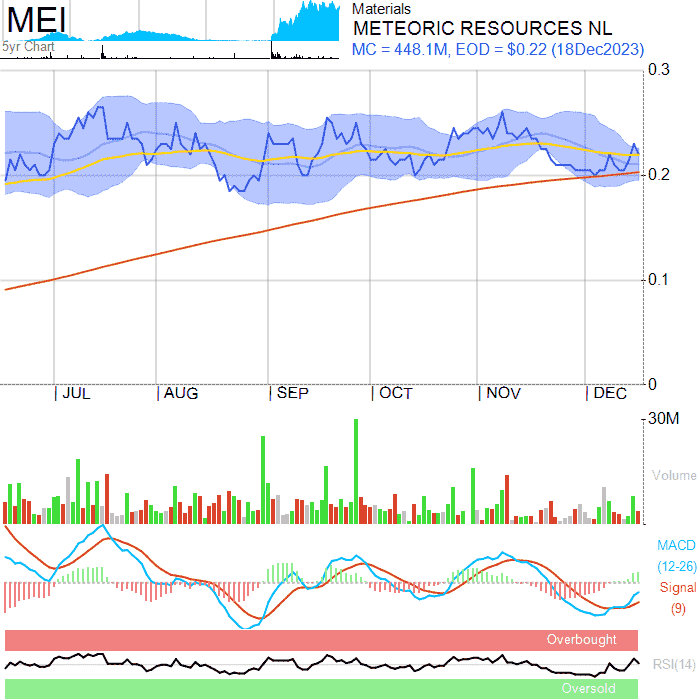 MEI
5yr Chart
Materials
METEORIC RESOURCES NL
MC = 448.1M, EOD = $0.22 (18Dec2023)
0.3
0.2
0.1
0
JUL AUG SEP OCT NOV DEC
30M
Volume
MACD
(12-26)
Signal
(9)
Overbought
RSI(14)
Oversold